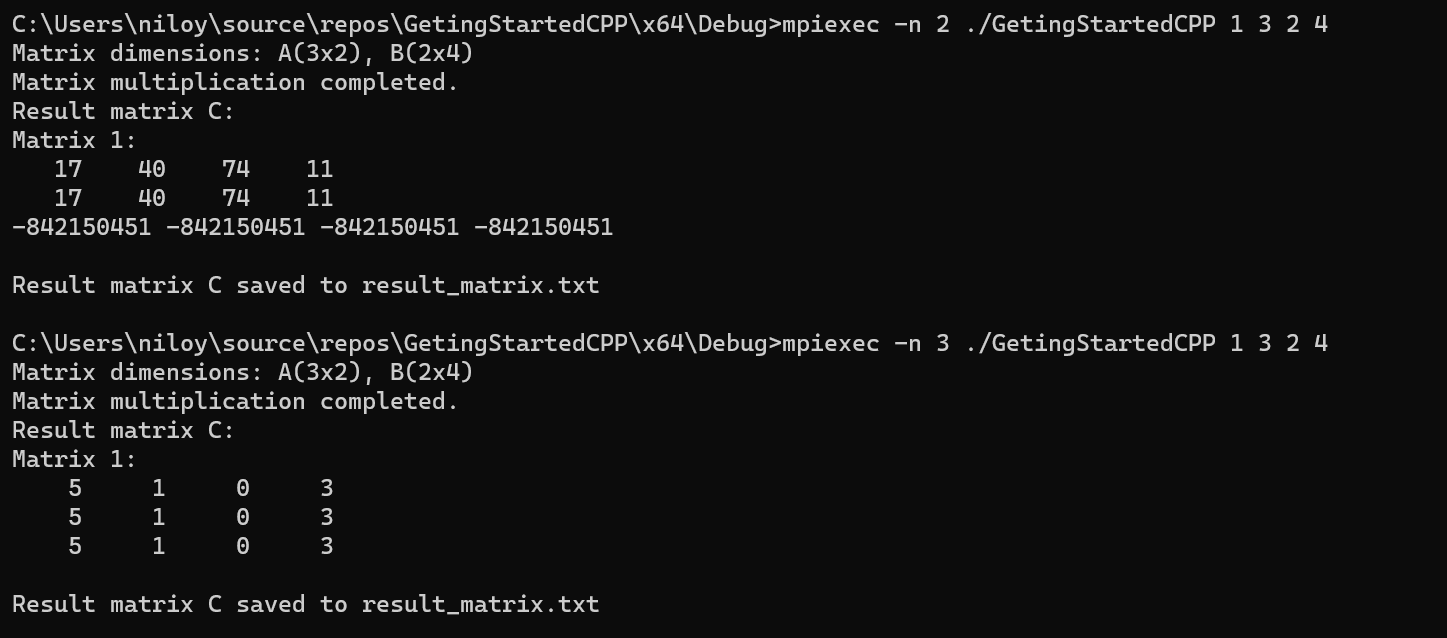 C:\Users\niloy\source\repos\GetingStartedCPP\x64\Debug>mpiexec -n 2 ./GetingStartedCPP 1 3 2 4
Matrix dimensions: A(3x2), B(2x4)
Matrix multiplication completed.
Result matrix C:
Matrix 1:
   17    40    74    11
   17    40    74    11
-842150451 -842150451 -842150451 -842150451
Result matrix C saved to result_matrix.txt
C:\Users\niloy\source\repos\GetingStartedCPP\x64\Debug>mpiexec -n 3 ./GetingStartedCPP 1 3 2 4
Matrix dimensions: A(3x2), B(2x4)
Matrix multiplication completed.
Result matrix C:
Matrix 1:
    5     1     0     3
    5     1     0     3
    5     1     0     3
Result matrix C saved to result_matrix.txt